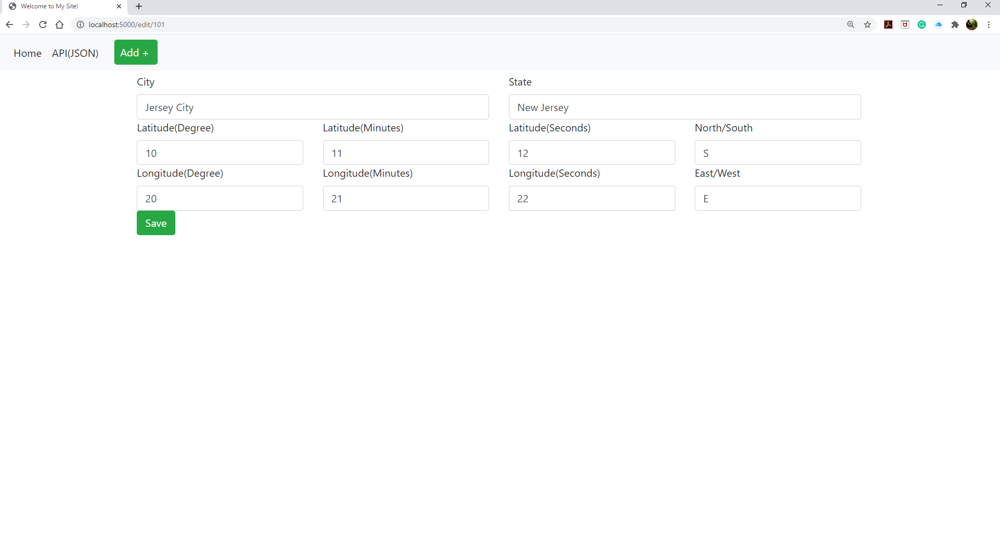 Welcome to My Site!
localhost:5000/edit/101
Home API(JSON) Add +
City State
Jersey City New Jersey
Latitude(Degree) Latitude(Minutes) Latitude(Seconds) North/South
10 11 12 S
Longitude(Degree) Longitude(Minutes) Longitude(Seconds) East/West
20 21 22 E
Save